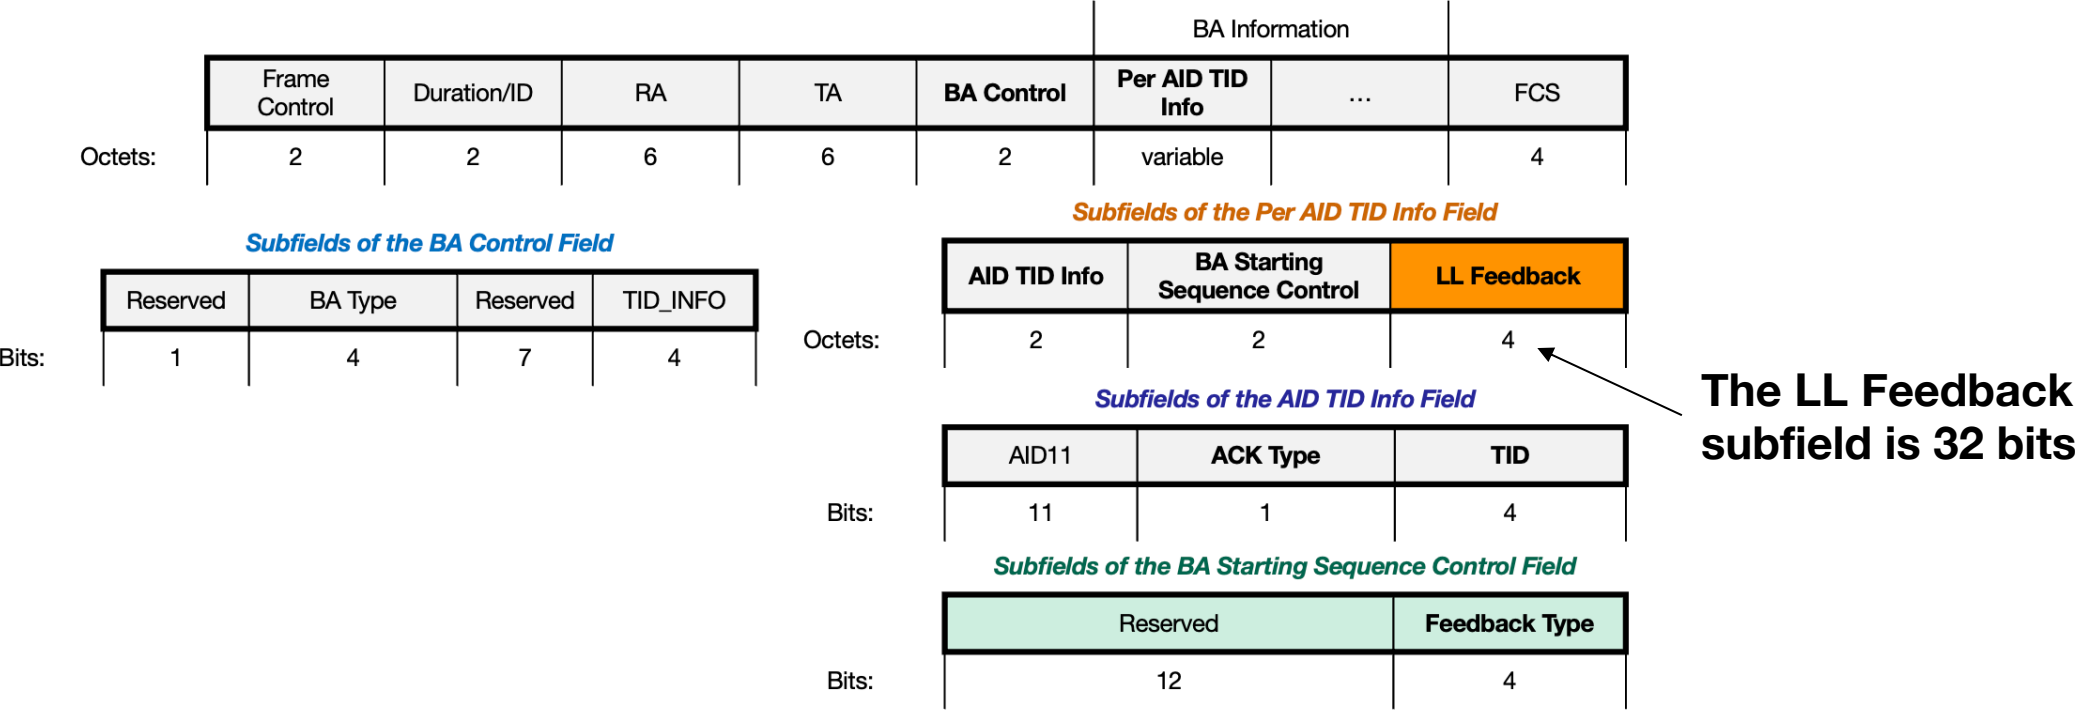 BA Information
Frame
Control
Duration/ID
RA
TA
BA Control
Per AID TID
Info
...
FCS
Octets:
2
2
6
6
2
variable
4
Subfields of the BA Control Field
Reserved
BA Type
Reserved
TID_INFO
Bits:
1
4
7
4
Subfields of the Per AID TID Info Field
AID TID Info
BA Starting
Sequence Control
LL Feedback
Octets:
2
2
4
The LL Feedback
subfield is 32 bits
Subfields of the AID TID Info Field
AID11
ACK Type
TID
Bits:
11
1
4
Subfields of the BA Starting Sequence Control Field
Reserved
Feedback Type
Bits:
12
4